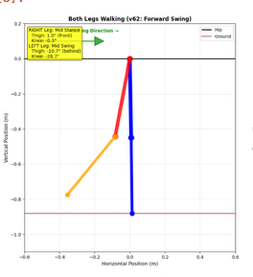 Both Legs Walking (v62: Forward Swing)
RIGHT Leg: Mid Stance
Thigh: 1.0° (front)
Knee: -0.5°
LEFT Leg: Mid Swing
Thigh: -10.7° (behind)
Knee: -28.7°
Direction →
Hip
Ground
Vertical Position (m)
0.2
0.0
−0.2
−0.4
−0.6
−0.8
−1.0
−0.6
−0.4
−0.2
0.0
0.2
0.4
0.6
Horizontal Position (m)